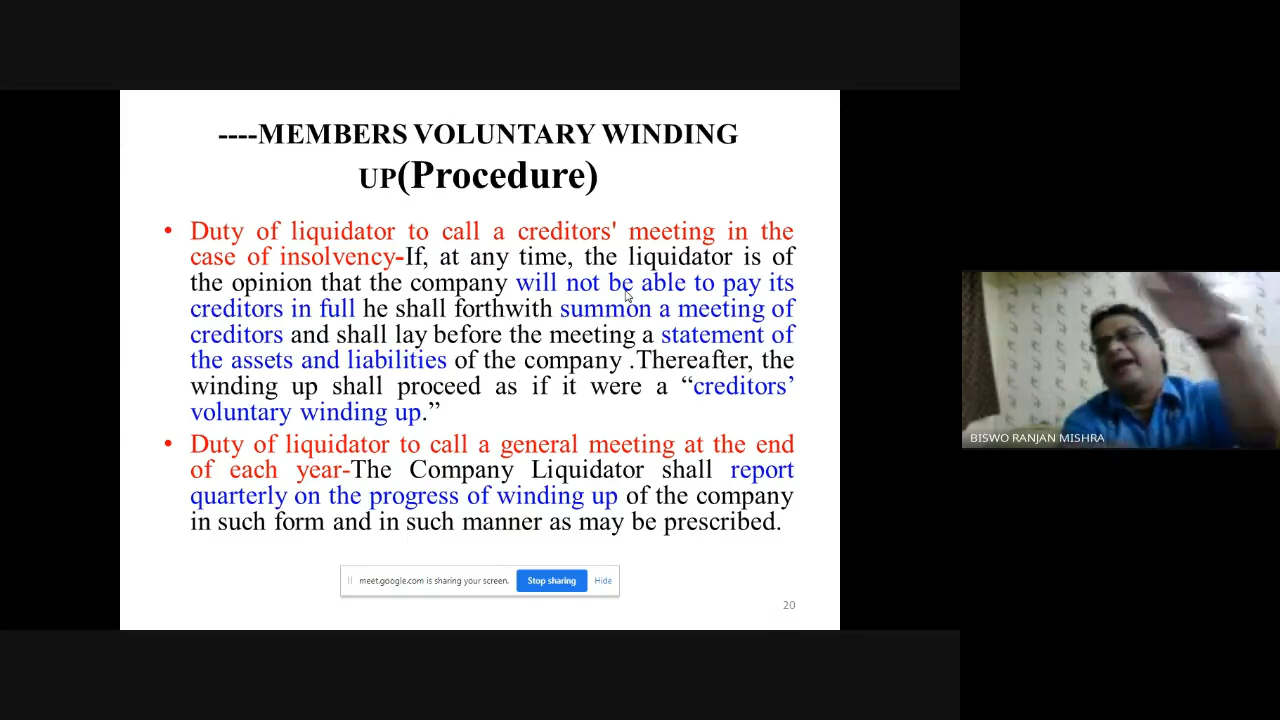 ----MEMBERS VOLUNTARY WINDING
UP(Procedure)
• Duty of liquidator to call a creditors' meeting in the
case of insolvency-If, at any time, the liquidator is of
the opinion that the company will not be able to pay its
creditors in full he shall forthwith summon a meeting of
creditors and shall lay before the meeting a statement of
the assets and liabilities of the company .Thereafter, the
winding up shall proceed as if it were a “creditors’
voluntary winding up.”
• Duty of liquidator to call a general meeting at the end
of each year-The Company Liquidator shall report
quarterly on the progress of winding up of the company
in such form and in such manner as may be prescribed.
meet.google.com is sharing your screen. Stop sharing Hide
20
BISWO RANJAN MISHRA